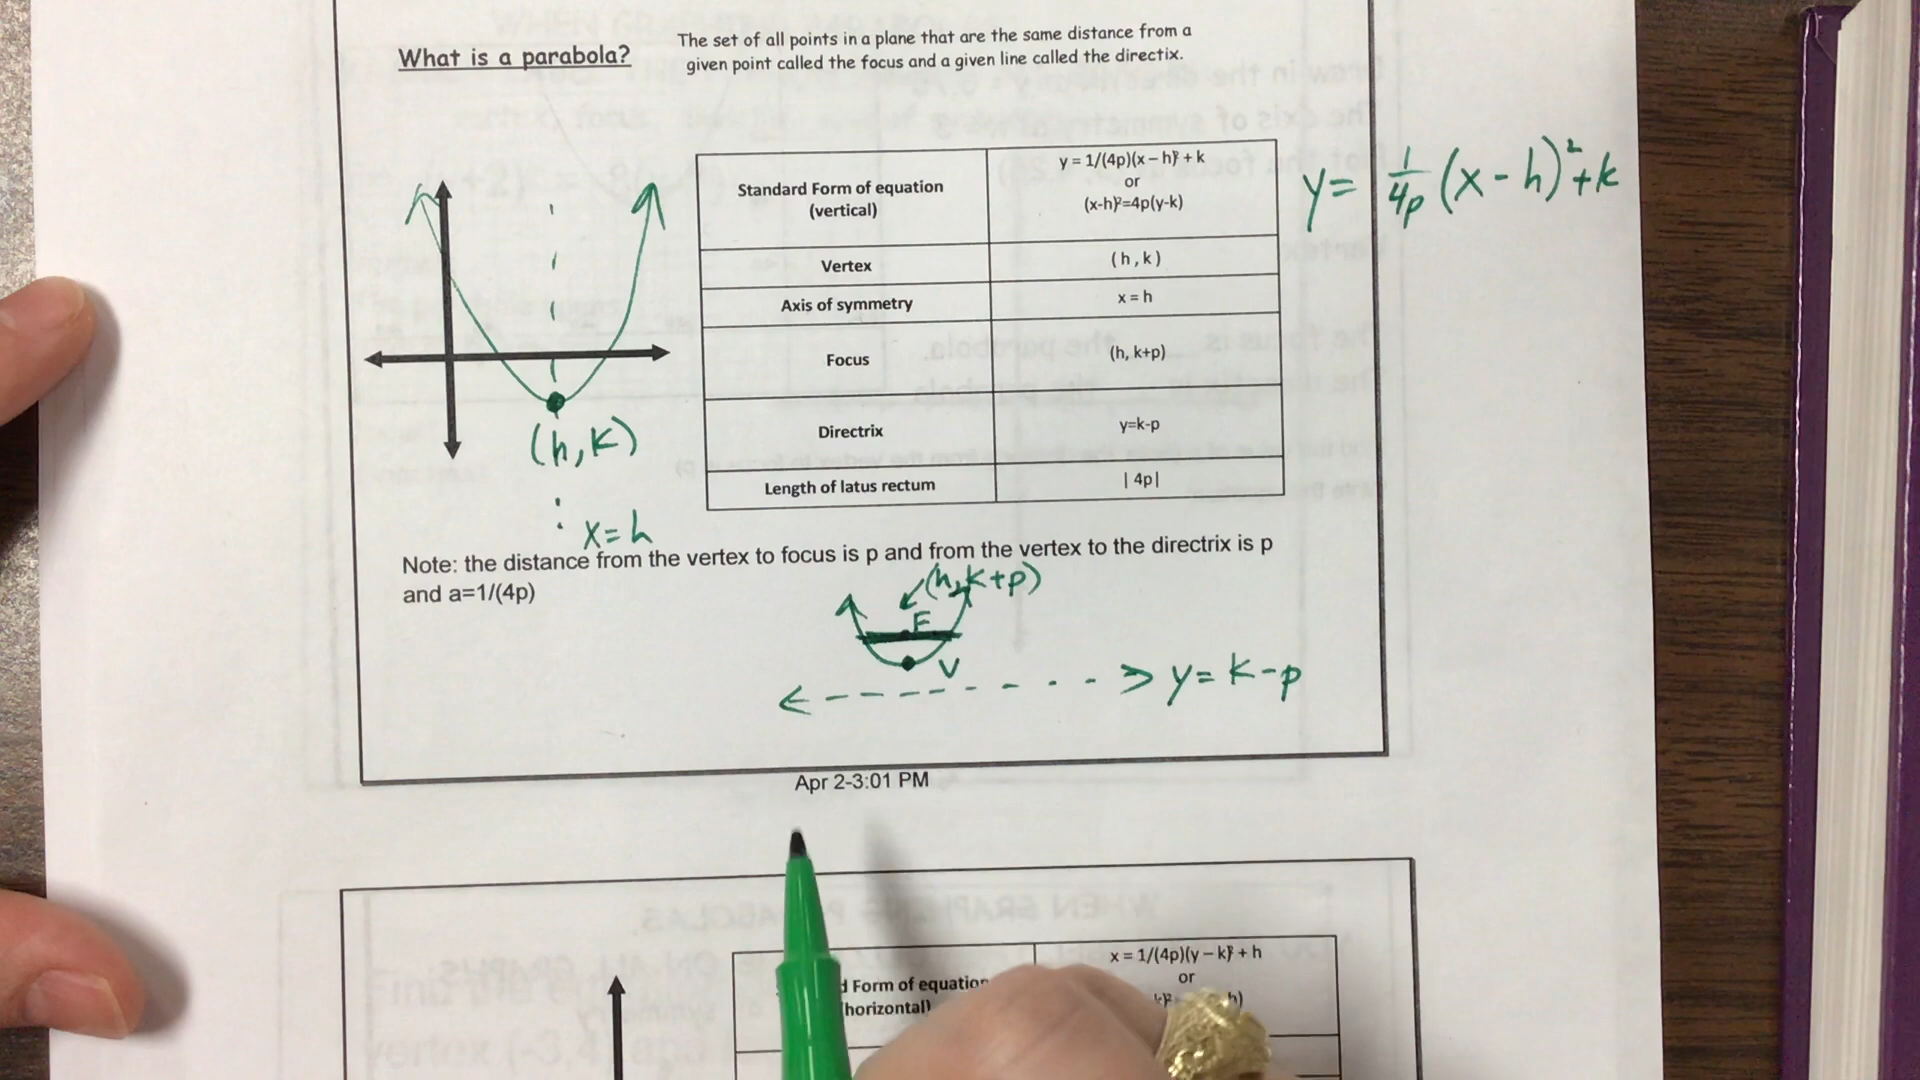 What is a parabola?
The set of all points in a plane that are the same distance from a
given point called the focus and a given line called the directix.
Standard Form of equation
(vertical)
y = 1/(4p)(x – h)² + k
or
(x-h)²=4p(y-k)
y = 1/4p (x - h)² + k
Vertex
( h , k )
Axis of symmetry
x = h
Focus
(h, k+p)
Directrix
y=k-p
Length of latus rectum
| 4p |
(h, k)
x = h
Note: the distance from the vertex to focus is p and from the vertex to the directrix is p
and a=1/(4p)
(h, k+p)
F
V
y = k - p
Apr 2-3:01 PM
Form of equation
horizontal)
x = 1/(4p)(y – k)² + h
or